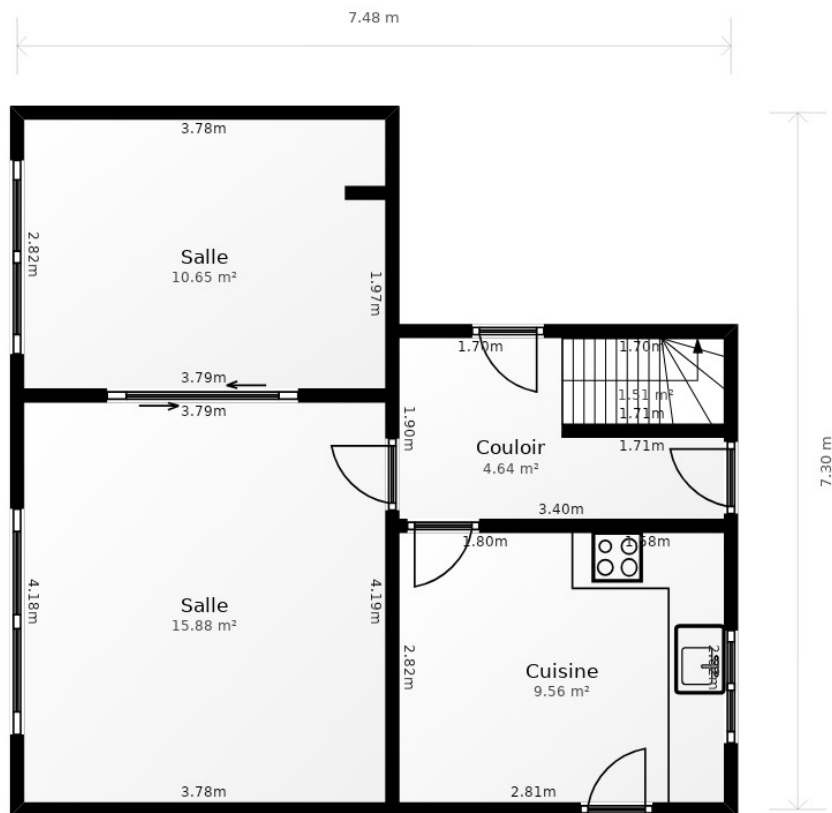 7.48 m
3.78m
2.82m
Salle
10.65 m²
1.97m
3.79m
3.79m
1.70m
1.70m
1.51 m²
1.71m
1.90m
Couloir
4.64 m²
1.71m
7.30 m
3.40m
1.80m
4.18m
Salle
15.88 m²
4.19m
2.82m
Cuisine
9.56 m²
3.78m
2.81m